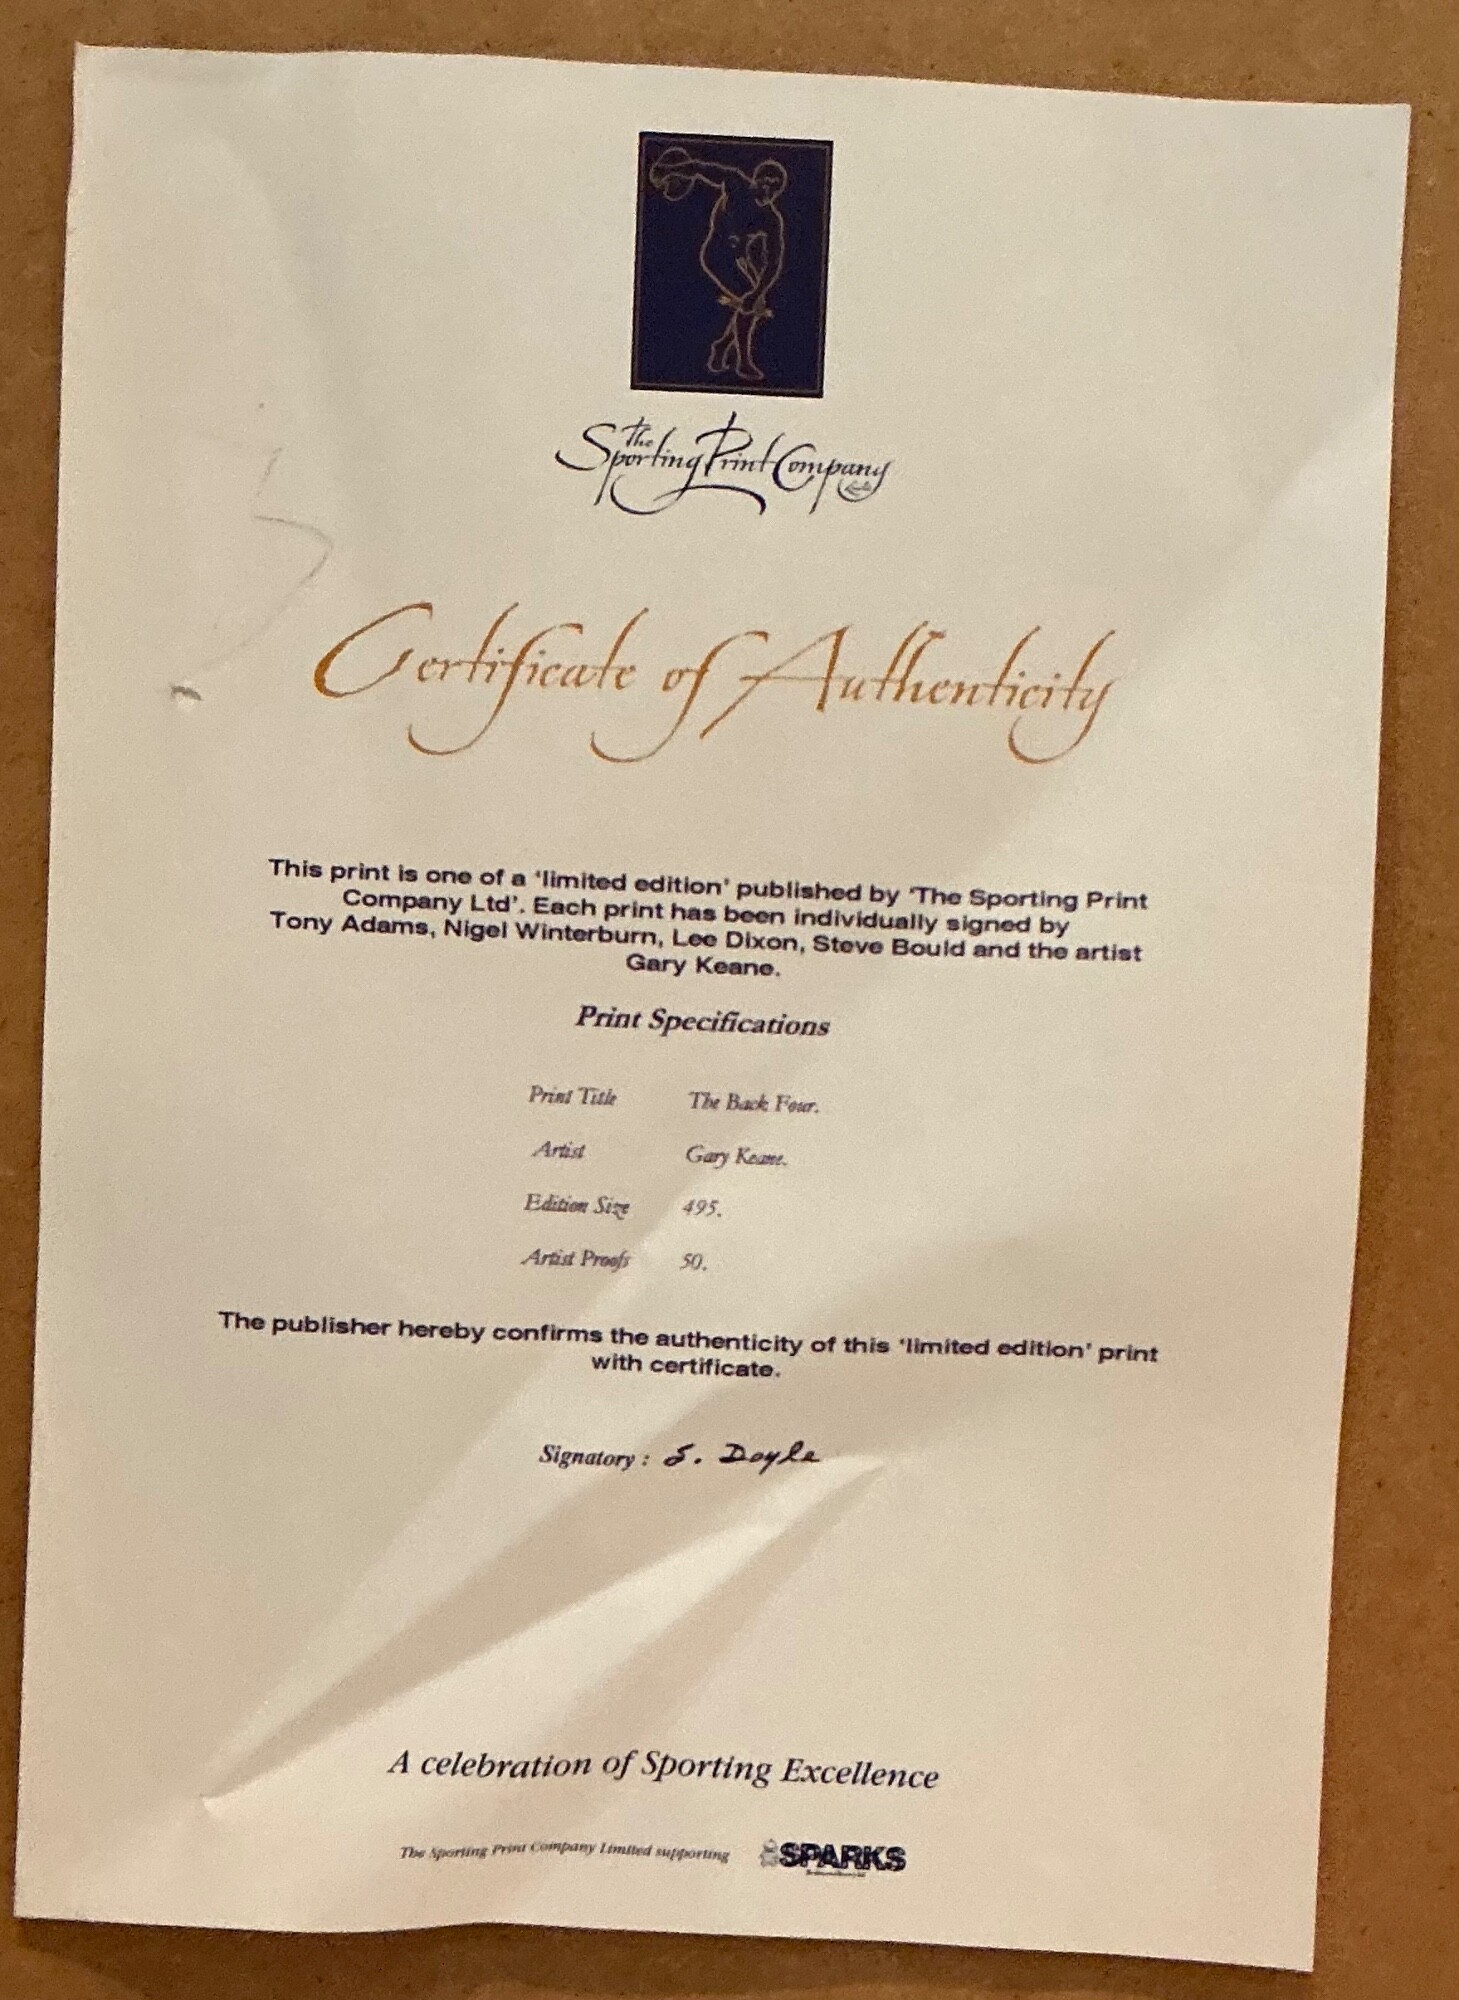 The
Sporting Print Company
Certificate of Authenticity
This print is one of a 'limited edition' published by 'The Sporting Print
Company Ltd'. Each print has been individually signed by
Tony Adams, Nigel Winterburn, Lee Dixon, Steve Bould and the artist
Gary Keane.
Print Specifications
Print Title The Back Four.
Artist Gary Keane.
Edition Size 495.
Artist Proofs 50.
The publisher hereby confirms the authenticity of this 'limited edition' print
with certificate.
Signatory : S. Doyle
A celebration of Sporting Excellence
The Sporting Print Company Limited supporting SPARKS